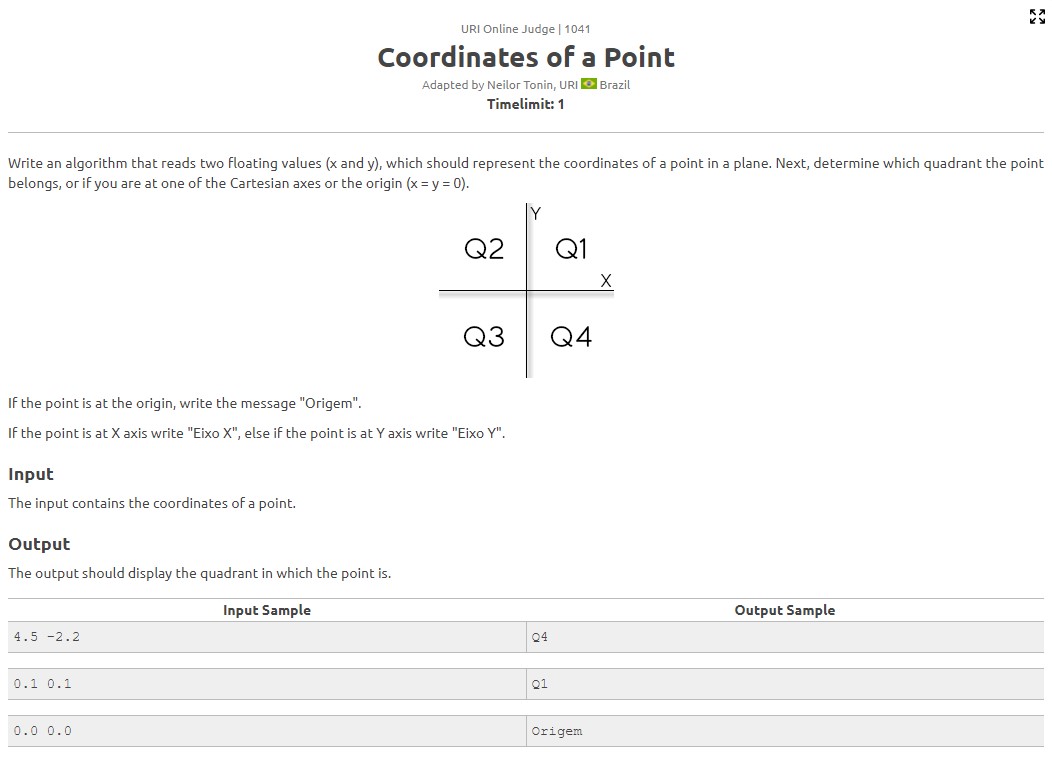 URI Online Judge | 1041
Coordinates of a Point
Adapted by Neilor Tonin, URI Brazil
Timelimit: 1
Write an algorithm that reads two floating values (x and y), which should represent the coordinates of a point in a plane. Next, determine which quadrant the point
belongs, or if you are at one of the Cartesian axes or the origin (x = y = 0).
Y
Q2 Q1
X
Q3 Q4
If the point is at the origin, write the message "Origem".
If the point is at X axis write "Eixo X", else if the point is at Y axis write "Eixo Y".
Input
The input contains the coordinates of a point.
Output
The output should display the quadrant in which the point is.
Input Sample Output Sample
4.5 -2.2 Q4
0.1 0.1 Q1
0.0 0.0 Origem